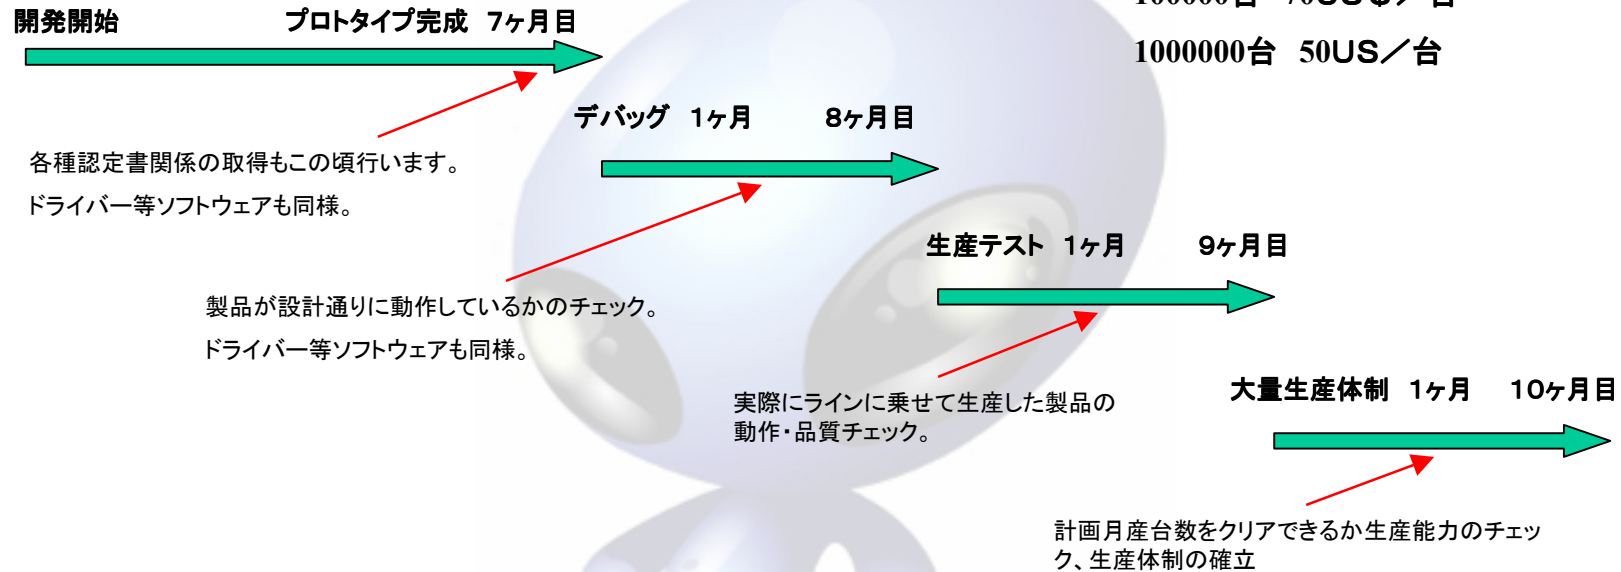 100000台 70US$／台
1000000台 50US／台
開発開始 プロトタイプ完成 7ヶ月目
デバッグ 1ヶ月 8ヶ月目
各種認定書関係の取得もこの頃行います。
ドライバー等ソフトウェアも同様。
生産テスト 1ヶ月 9ヶ月目
製品が設計通りに動作しているかのチェック。
ドライバー等ソフトウェアも同様。
実際にラインに乗せて生産した製品の
動作・品質チェック。
大量生産体制 1ヶ月 10ヶ月目
計画月産台数をクリアできるか生産能力のチェッ
ク、生産体制の確立